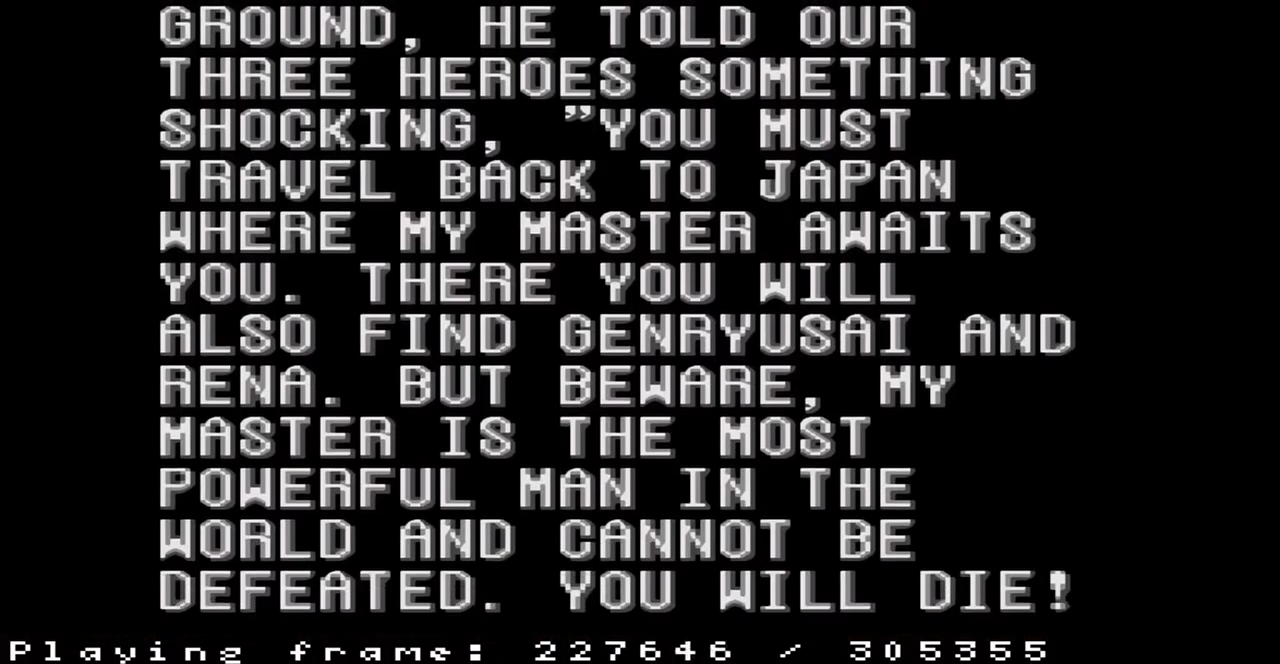 GROUND, HE TOLD OUR
THREE HEROES SOMETHING
SHOCKING, ”YOU MUST
TRAVEL BACK TO JAPAN
WHERE MY MASTER AWAITS
YOU. THERE YOU WILL
ALSO FIND GENRYUSAI AND
RENA. BUT BEWARE, MY
MASTER IS THE MOST
POWERFUL MAN IN THE
WORLD AND CANNOT BE
DEFEATED. YOU WILL DIE!
Playing frame: 227646 / 305355